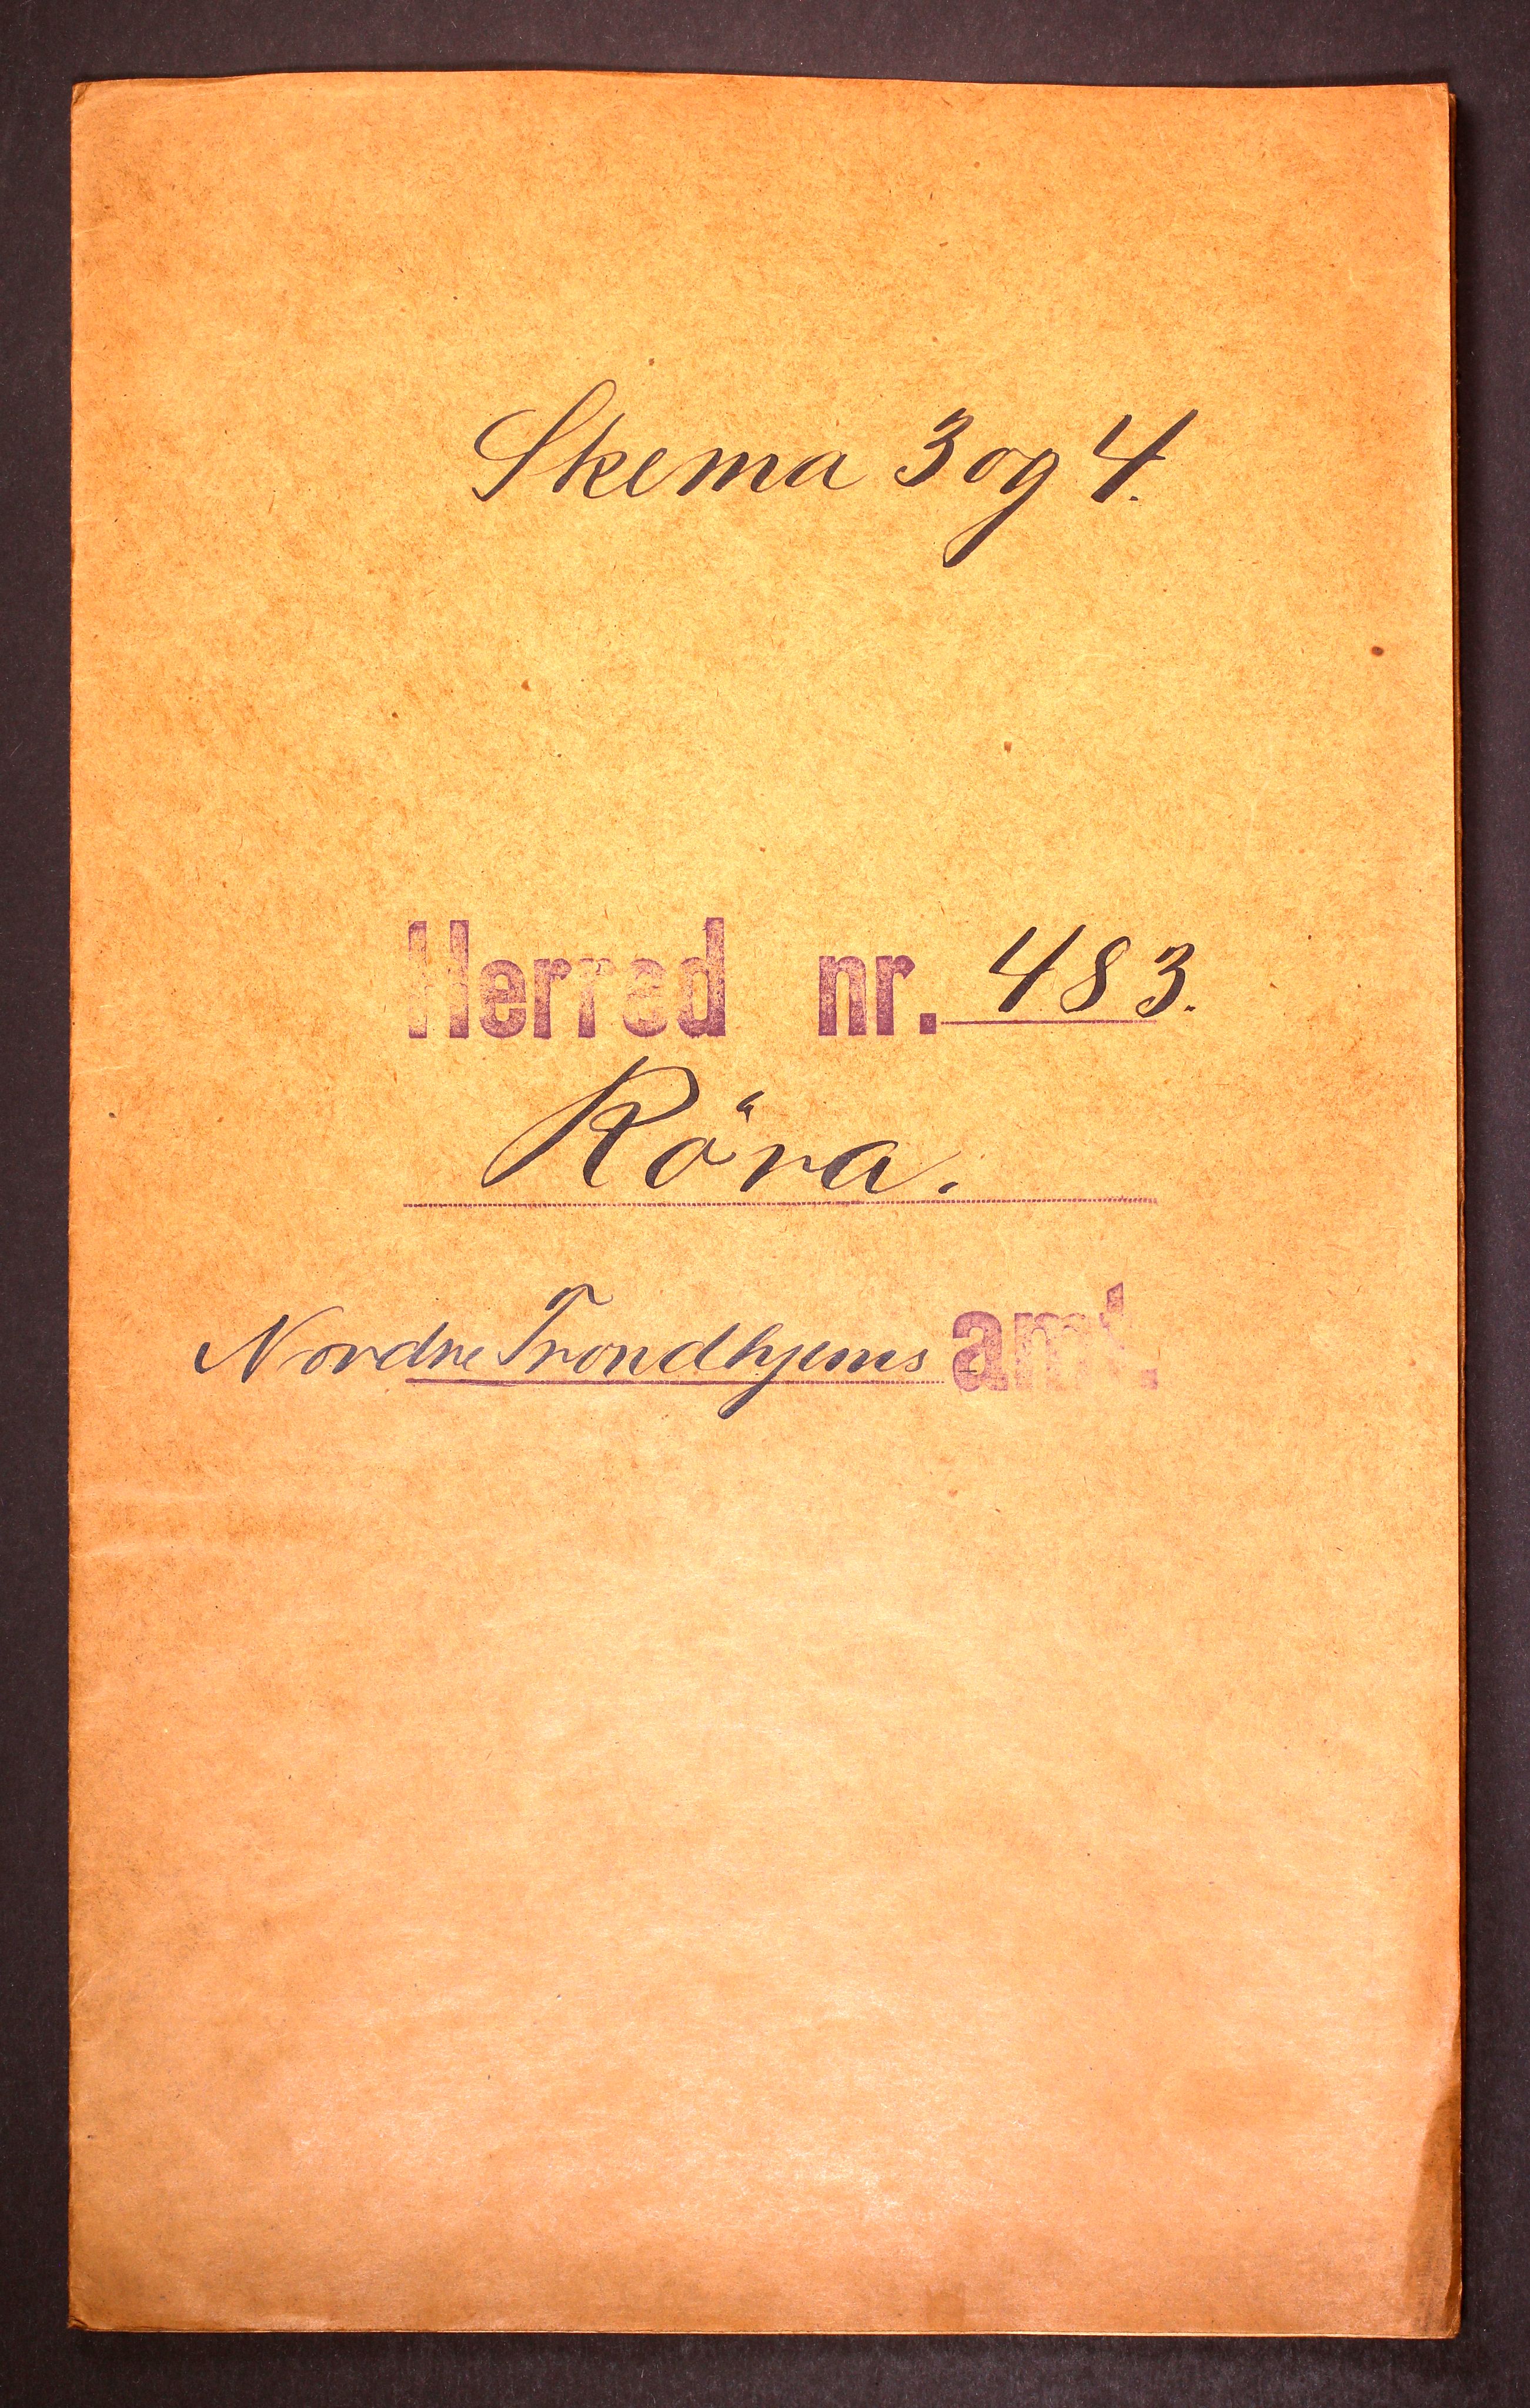 Skema 3 og 4.
Herred nr. 483.
Röra.
Nordre Trondhjems amt.